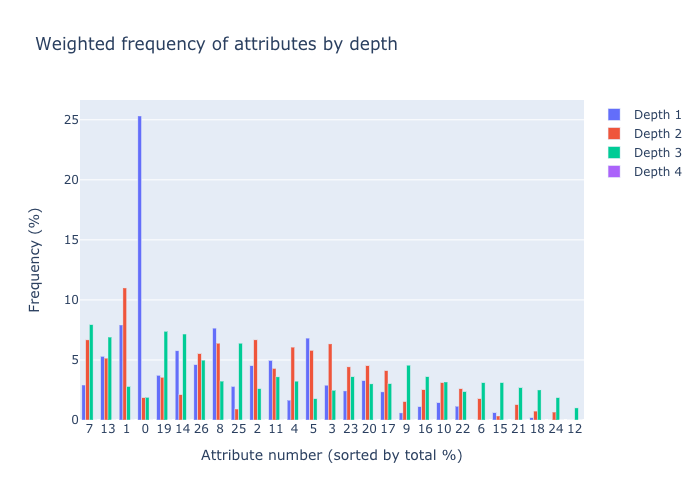 Weighted frequency of attributes by depth
Depth 1
Depth 2
Depth 3
Depth 4
Frequency (%)
25
20
15
10
5
0
7 13 1 0 19 14 26 8 25 2 11 4 5 3 23 20 17 9 16 10 22 6 15 21 18 24 12
Attribute number (sorted by total %)